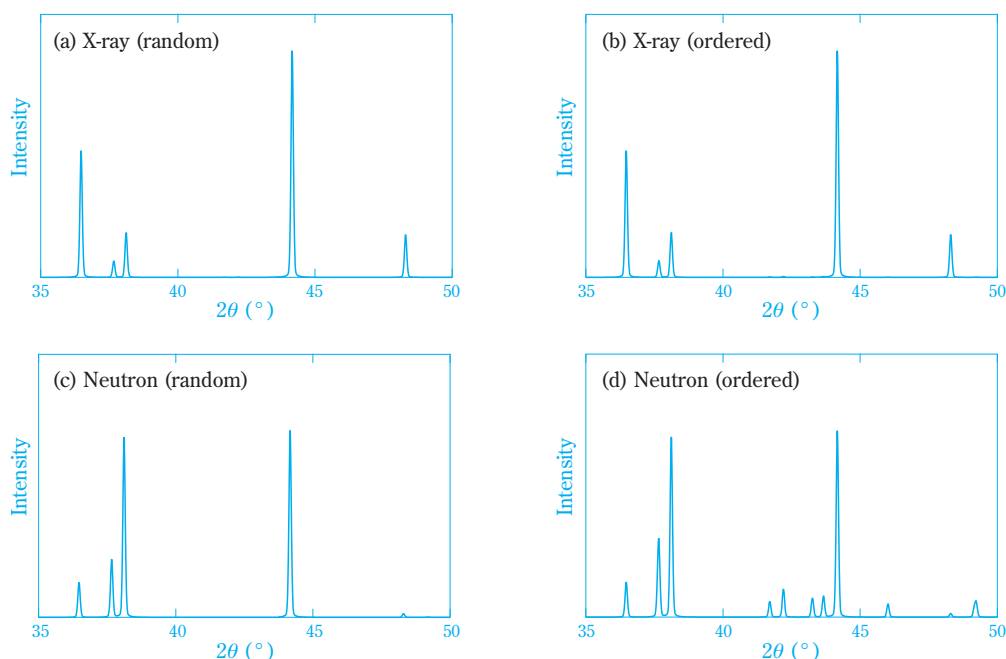 (a) X-ray (random)
Intensity
35 40 45 50
2θ (°)
(b) X-ray (ordered)
Intensity
35 40 45 50
2θ (°)
(c) Neutron (random)
Intensity
35 40 45 50
2θ (°)
(d) Neutron (ordered)
Intensity
35 40 45 50
2θ (°)